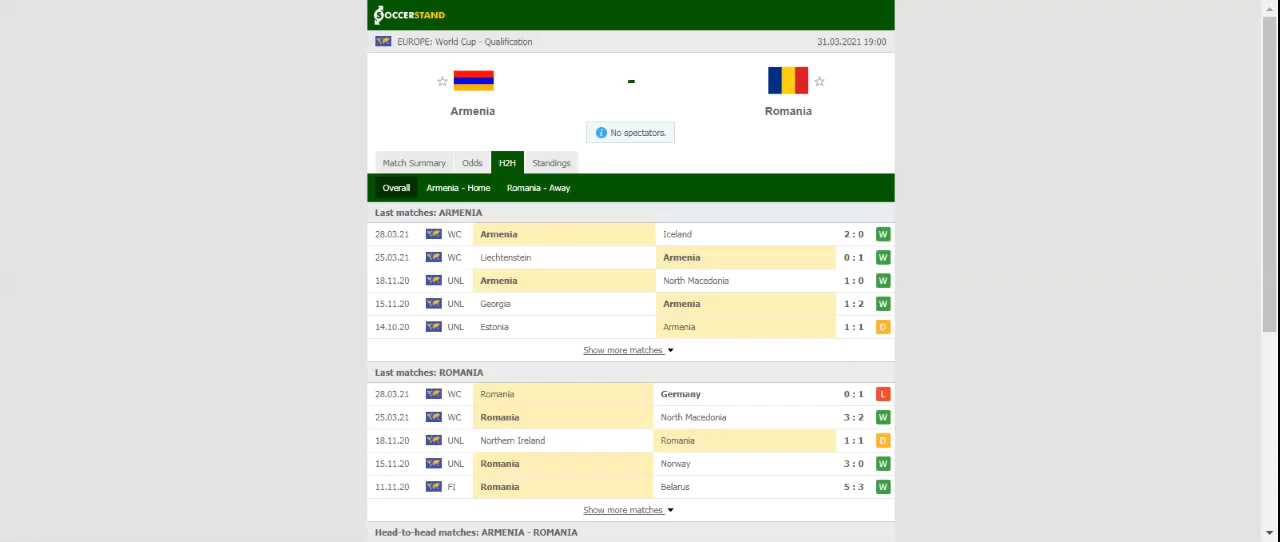 SOCCERSTAND
EUROPE: World Cup - Qualification 31.03.2021 19:00
-
Armenia Romania
No spectators.
Match Summary Odds H2H Standings
Overall Armenia - Home Romania - Away
Last matches: ARMENIA
28.03.21 WC Armenia Iceland 2 : 0 W
25.03.21 WC Liechtenstein Armenia 0 : 1 W
18.11.20 UNL Armenia North Macedonia 1 : 0 W
15.11.20 UNL Georgia Armenia 1 : 2 W
14.10.20 UNL Estonia Armenia 1 : 1 D
Show more matches
Last matches: ROMANIA
28.03.21 WC Romania Germany 0 : 1 L
25.03.21 WC Romania North Macedonia 3 : 2 W
18.11.20 UNL Northern Ireland Romania 1 : 1 D
15.11.20 UNL Romania Norway 3 : 0 W
11.11.20 FI Romania Belarus 5 : 3 W
Show more matches
Head-to-head matches: ARMENIA - ROMANIA